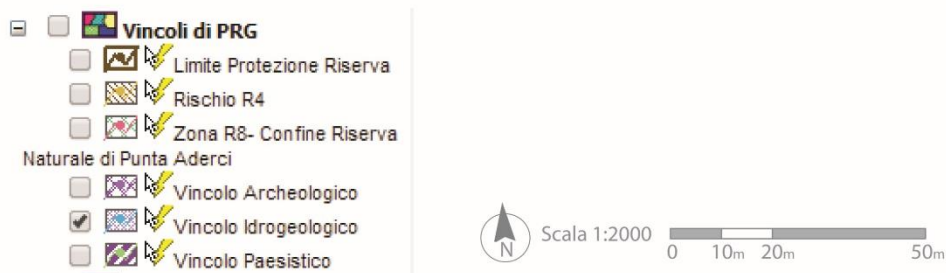 Vincoli di PRG
Limite Protezione Riserva
Rischio R4
Zona R8- Confine Riserva
Naturale di Punta Aderci
Vincolo Archeologico
Vincolo Idrogeologico
Vincolo Paesistico
N
Scala 1:2000
0 10m 20m 50m